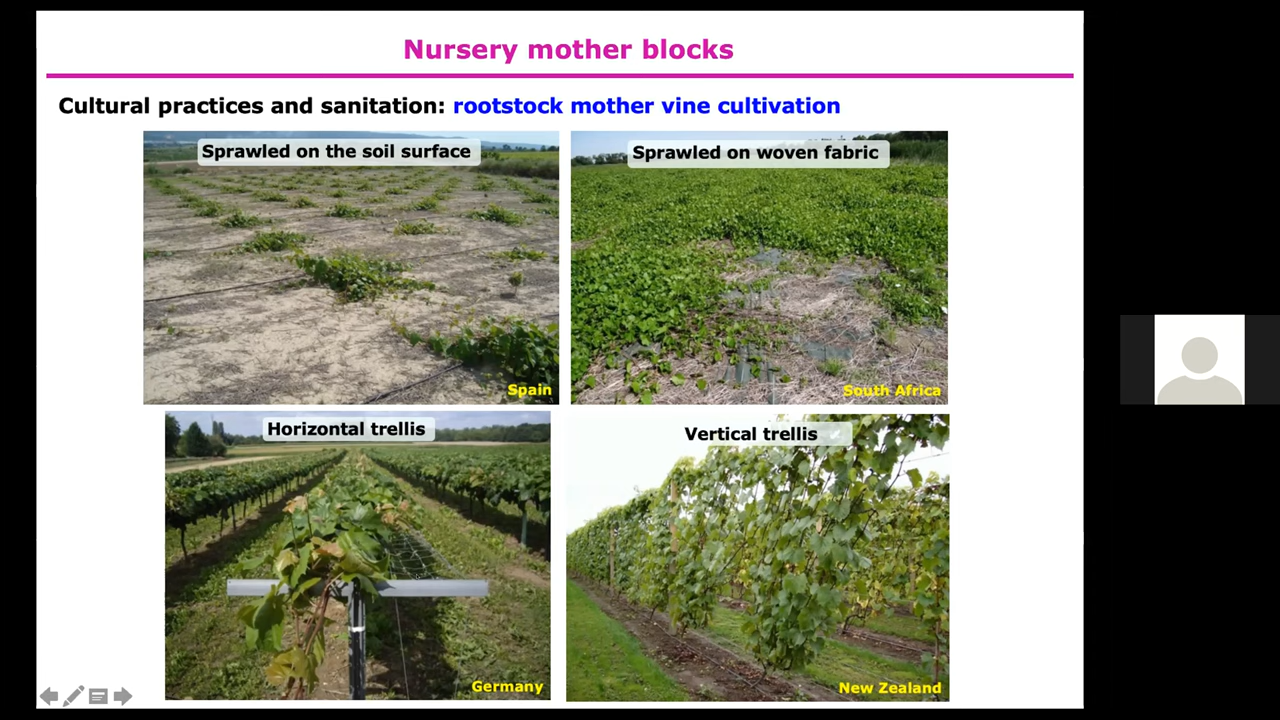 Nursery mother blocks
Cultural practices and sanitation: rootstock mother vine cultivation
Sprawled on the soil surface
Spain
Sprawled on woven fabric
South Africa
Horizontal trellis
Germany
Vertical trellis
New Zealand